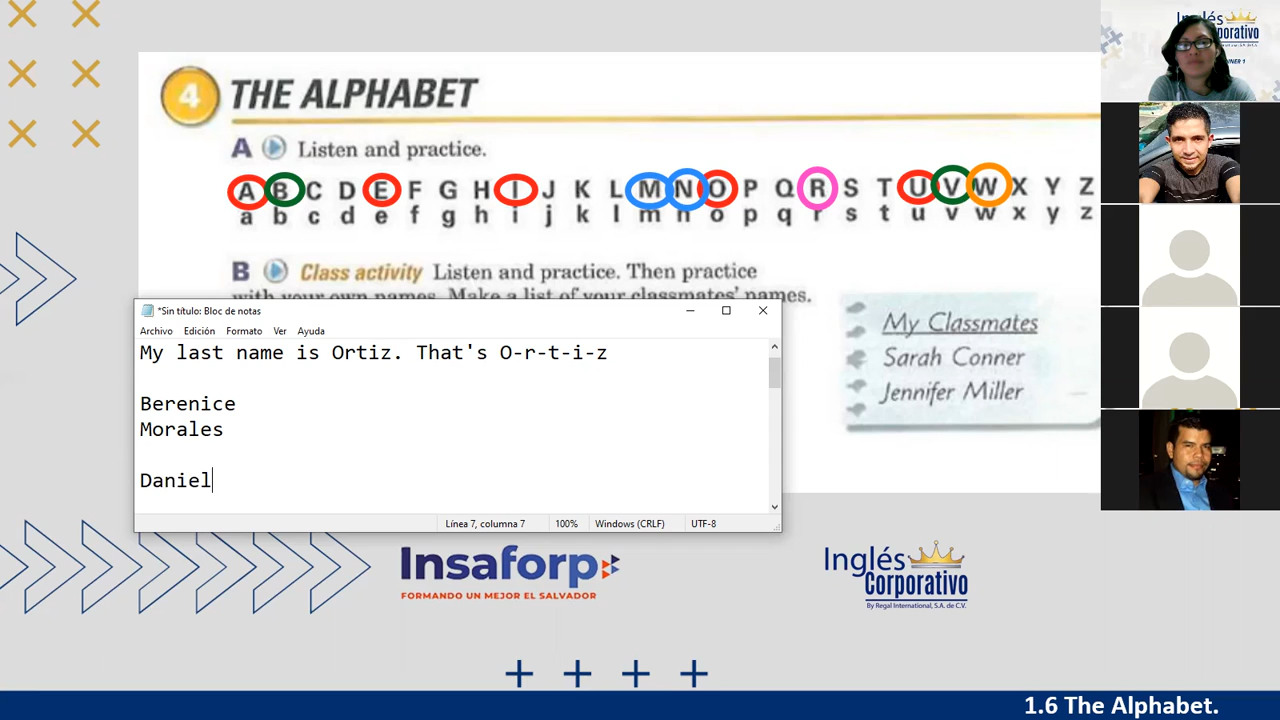 4 THE ALPHABET
A Listen and practice.
A B C D E F G H I J K L M N O P Q R S T U V W X Y Z
a b c d e f g h i j k l m n o p q r s t u v w x y z
B Class activity Listen and practice. Then practice
with your own names. Make a list of your classmates' names.
My Classmates
Sarah Conner
Jennifer Miller
*Sin título: Bloc de notas
Archivo Edición Formato Ver Ayuda
My last name is Ortiz. That's O-r-t-i-z
Berenice
Morales
Daniel
Línea 7, columna 7 100% Windows (CRLF) UTF-8
Insaforp
FORMANDO UN MEJOR EL SALVADOR
Inglés
Corporativo
By Regal International, S.A. de C.V.
1.6 The Alphabet.